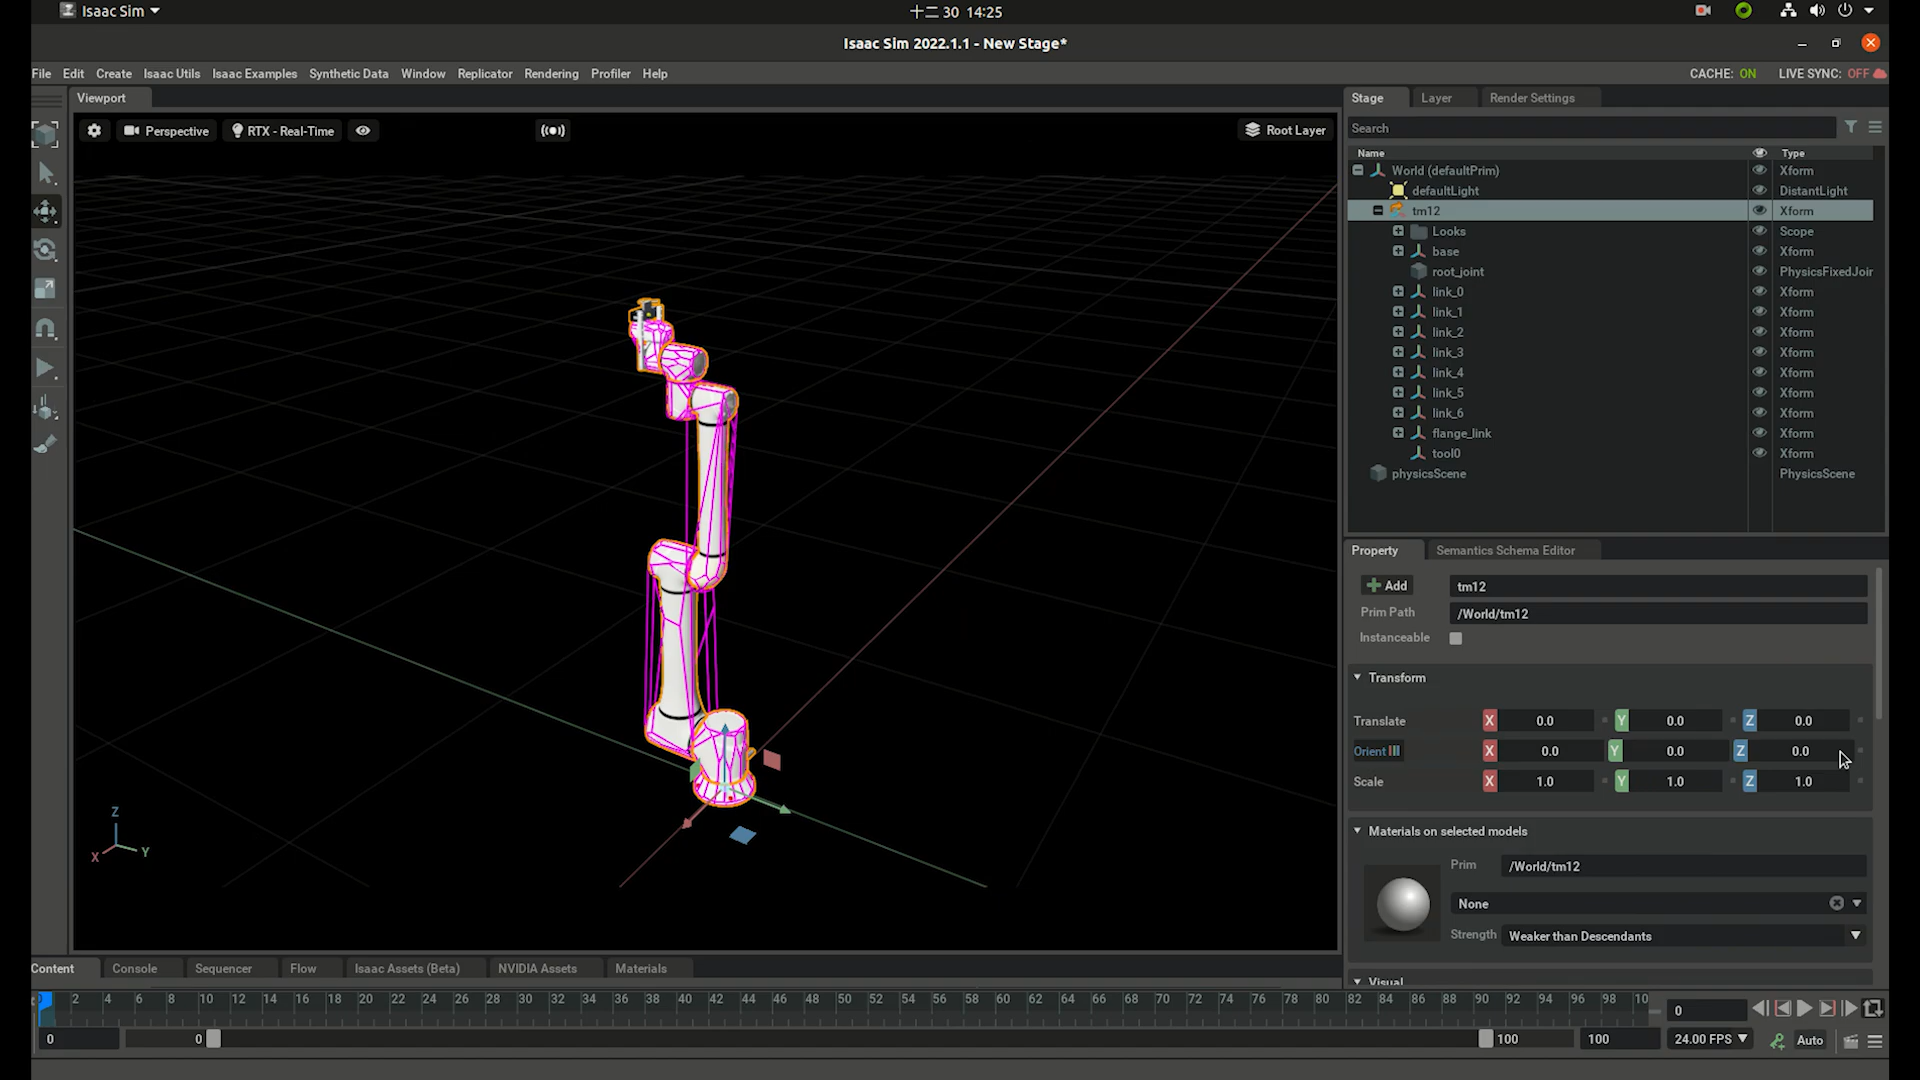 Isaac Sim
十二 30 14:25
Isaac Sim 2022.1.1 - New Stage*
File Edit Create Isaac Utils Isaac Examples Synthetic Data Window Replicator Rendering Profiler Help
CACHE: ON LIVE SYNC: OFF
Viewport
Perspective RTX - Real-Time
Root Layer
X Y Z
Stage Layer Render Settings
Search
Name Type
World (defaultPrim) Xform
defaultLight DistantLight
tm12 Xform
Looks Scope
base Xform
root_joint PhysicsFixedJoir
link_0 Xform
link_1 Xform
link_2 Xform
link_3 Xform
link_4 Xform
link_5 Xform
link_6 Xform
flange_link Xform
tool0 Xform
physicsScene PhysicsScene
Property Semantics Schema Editor
Add tm12
Prim Path /World/tm12
Instanceable
Transform
Translate X 0.0 Y 0.0 Z 0.0
Orient X 0.0 Y 0.0 Z 0.0
Scale X 1.0 Y 1.0 Z 1.0
Materials on selected models
Prim /World/tm12
None
Strength Weaker than Descendants
Visual
Content Console Sequencer Flow Isaac Assets (Beta) NVIDIA Assets Materials
2 4 6 8 10 12 14 16 18 20 22 24 26 28 30 32 34 36 38 40 42 44 46 48 50 52 54 56 58 60 62 64 66 68 70 72 74 76 78 80 82 84 86 88 90 92 94 96 98 10
0
0 0 100 100 24.00 FPS Auto